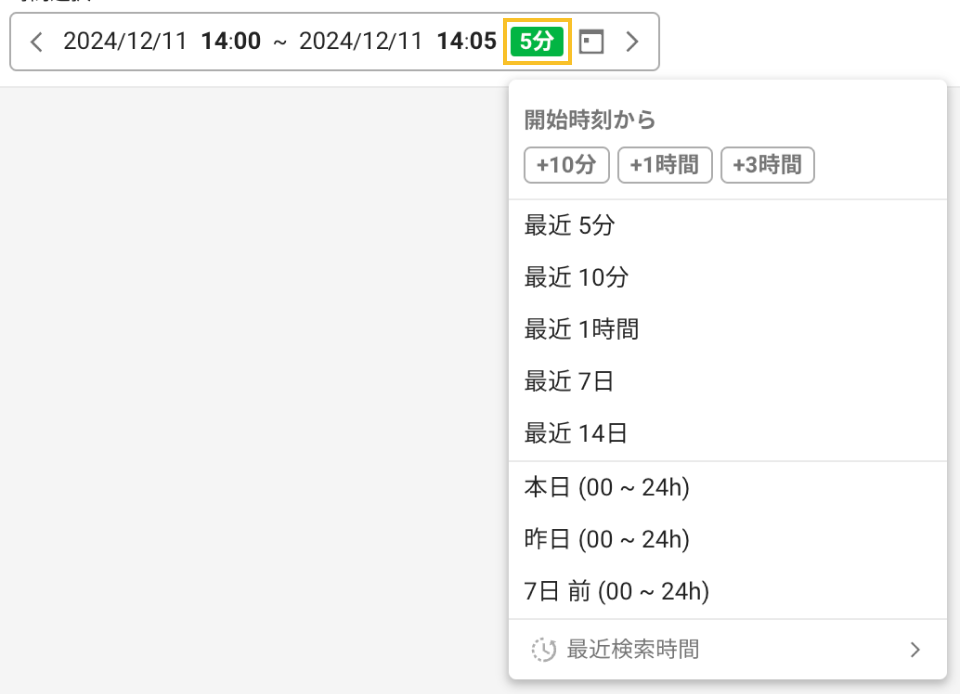 2024/12/11 14:00 ~ 2024/12/11 14:05 5分
開始時刻から
+10分 +1時間 +3時間
最近 5分
最近 10分
最近 1時間
最近 7日
最近 14日
本日 (00 ~ 24h)
昨日 (00 ~ 24h)
7日 前 (00 ~ 24h)
最近検索時間